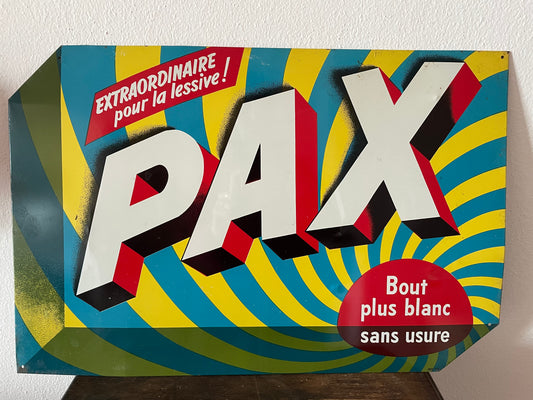 EXTRAORDINAIRE
pour la lessive!
PAX
Bout
plus blanc
sans usure